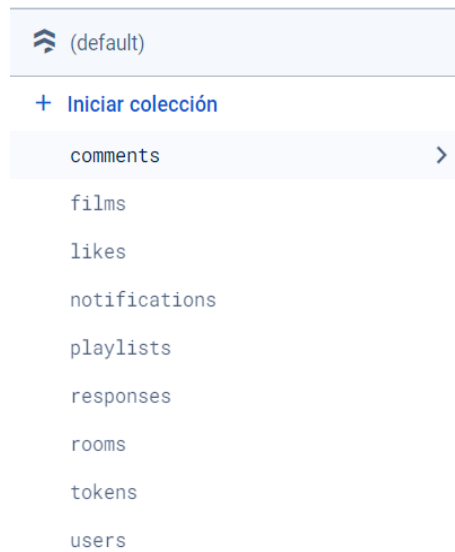 (default)
+ Iniciar colección
comments
films
likes
notifications
playlists
responses
rooms
tokens
users